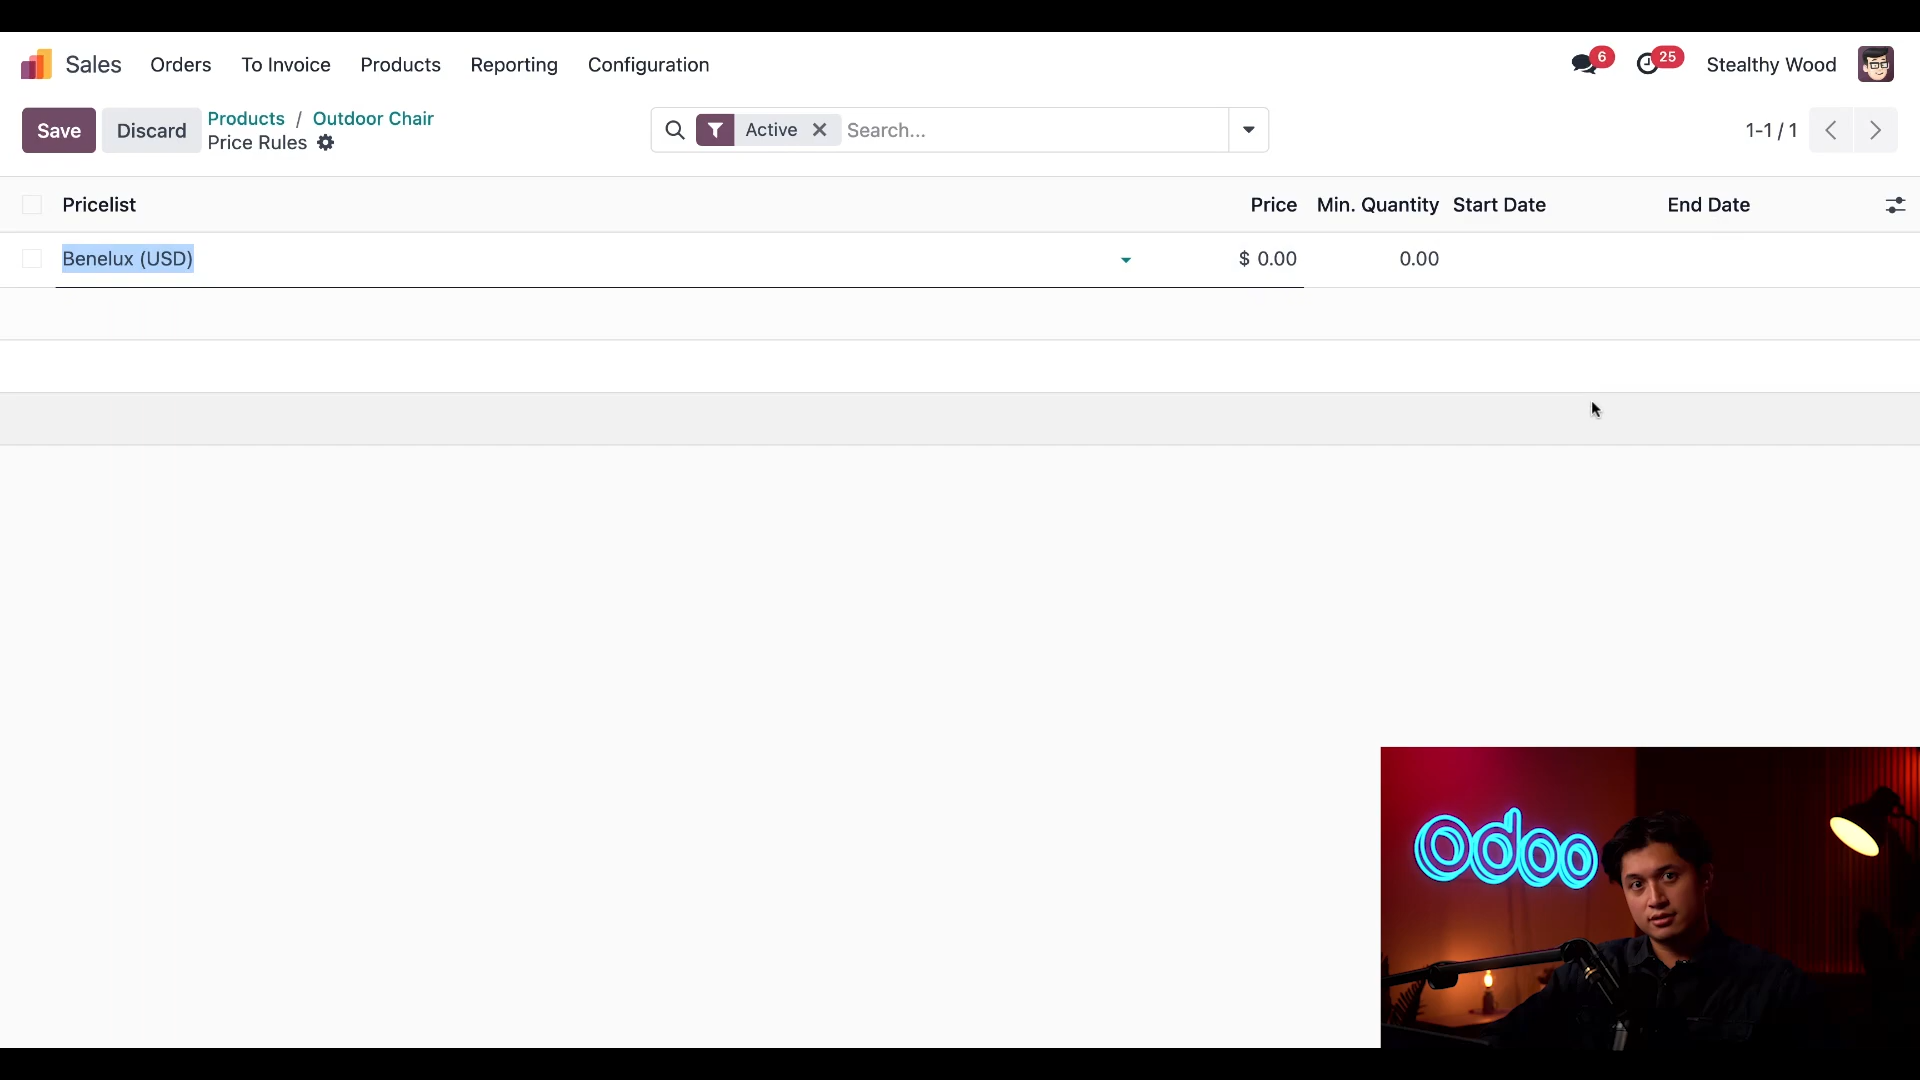 Sales Orders To Invoice Products Reporting Configuration 6 25 Stealthy Wood
Save Discard Products / Outdoor Chair
Price Rules
Active Search... 1-1 / 1
Pricelist Price Min. Quantity Start Date End Date
Benelux (USD) $ 0.00 0.00
odoo